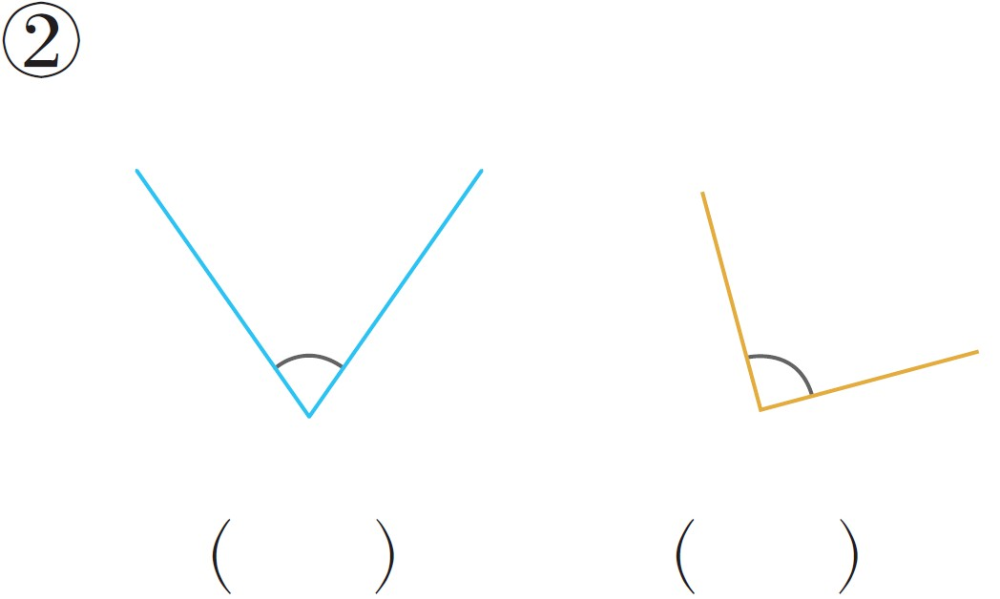 ②
(    ) (    )